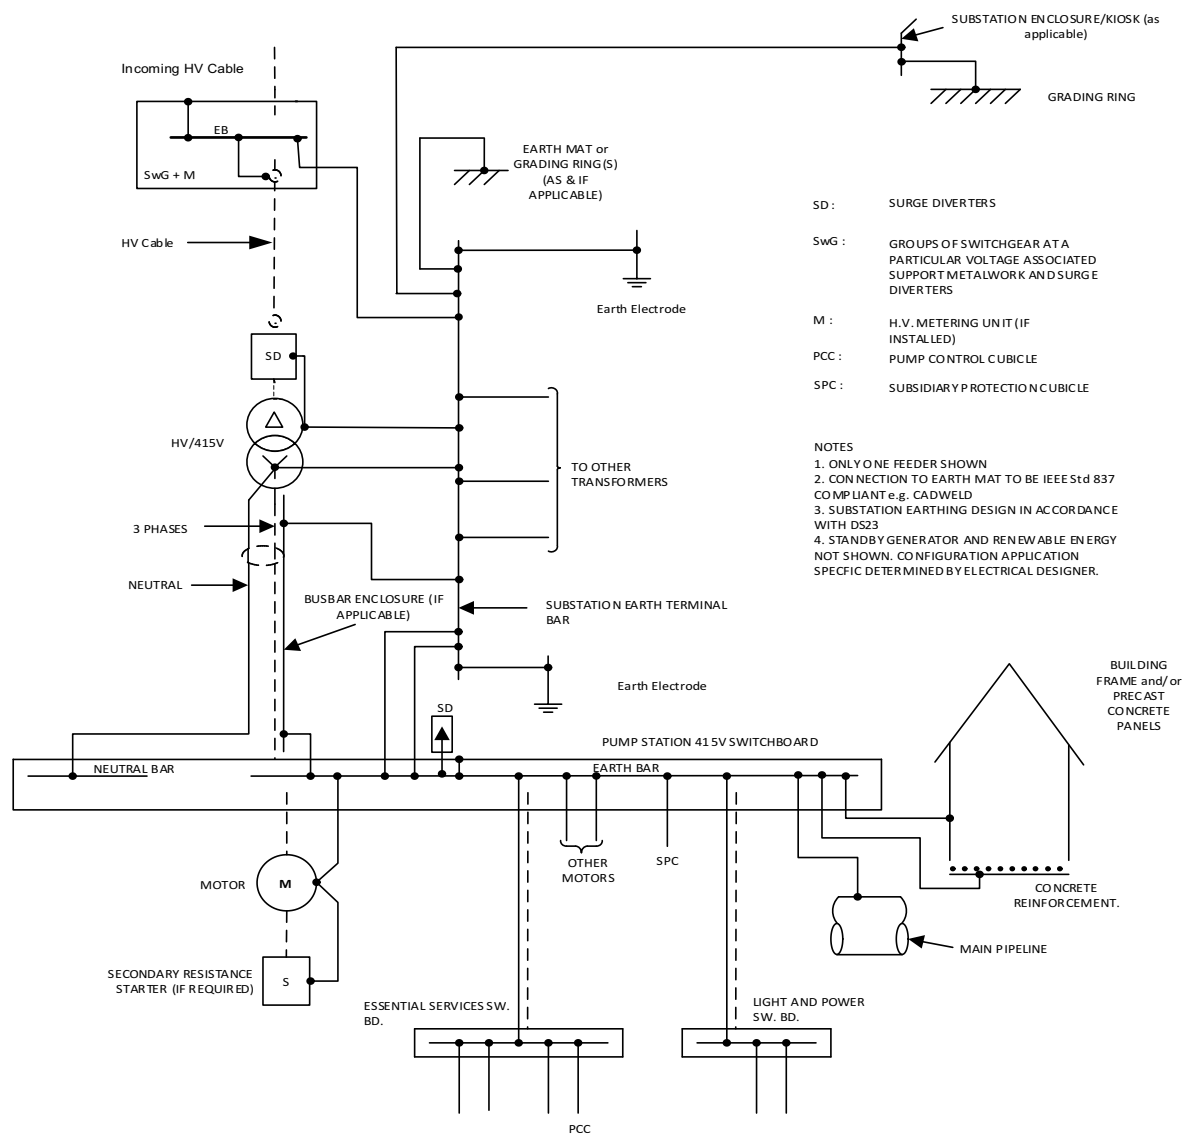 SUBSTATION ENCLOSURE/KIOSK (as
applicable)
Incoming HV Cable
GRADING RING
EB
SwG + M
EARTH MAT or
GRADING RING(S)
(AS & IF
APPLICABLE)
HV Cable
Earth Electrode
SD :
SURGE DIVERTERS
SwG :
GROUPS OF SWITCHGEAR AT A
PARTICULAR VOLTAGE ASSOCIATED
SUPPORT METALWORK AND SURGE
DIVERTERS
M :
H.V. METERING UNIT (IF
INSTALLED)
PCC :
PUMP CONTROL CUBICLE
SPC :
SUBSIDIARY PROTECTION CUBICLE
SD
HV/415V
TO OTHER
TRANSFORMERS
NOTES
1. ONLY ONE FEEDER SHOWN
2. CONNECTION TO EARTH MAT TO BE IEEE Std 837
COMPLIANT e.g. CADWELD
3. SUBSTATION EARTHING DESIGN IN ACCORDANCE
WITH DS23
4. STANDBY GENERATOR AND RENEWABLE ENERGY
NOT SHOWN. CONFIGURATION APPLICATION
SPECFIC DETERMINED BY ELECTRICAL DESIGNER.
3 PHASES
NEUTRAL
BUSBAR ENCLOSURE (IF
APPLICABLE)
SUBSTATION EARTH TERMINAL
BAR
Earth Electrode
SD
BUILDING
FRAME and/or
PRECAST
CONCRETE
PANELS
PUMP STATION 415V SWITCHBOARD
NEUTRAL BAR
EARTH BAR
MOTOR
M
OTHER
MOTORS
SPC
CONCRETE
REINFORCEMENT.
MAIN PIPELINE
SECONDARY RESISTANCE
STARTER (IF REQUIRED)
S
ESSENTIAL SERVICES SW.
BD.
LIGHT AND POWER
SW. BD.
PCC